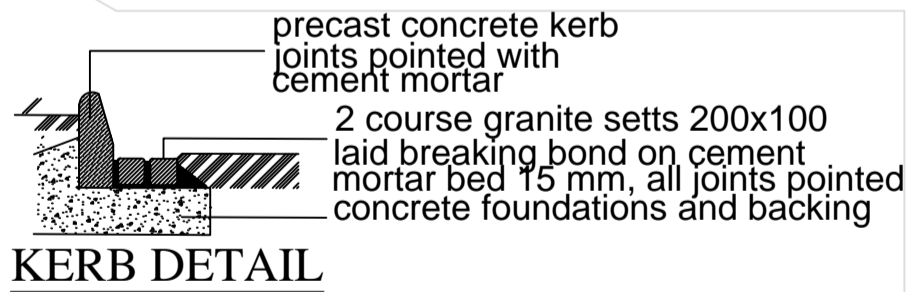 precast concrete kerb
joints pointed with
cement mortar
2 course granite setts 200x100
laid breaking bond on cement
mortar bed 15 mm, all joints pointed
concrete foundations and backing
KERB DETAIL